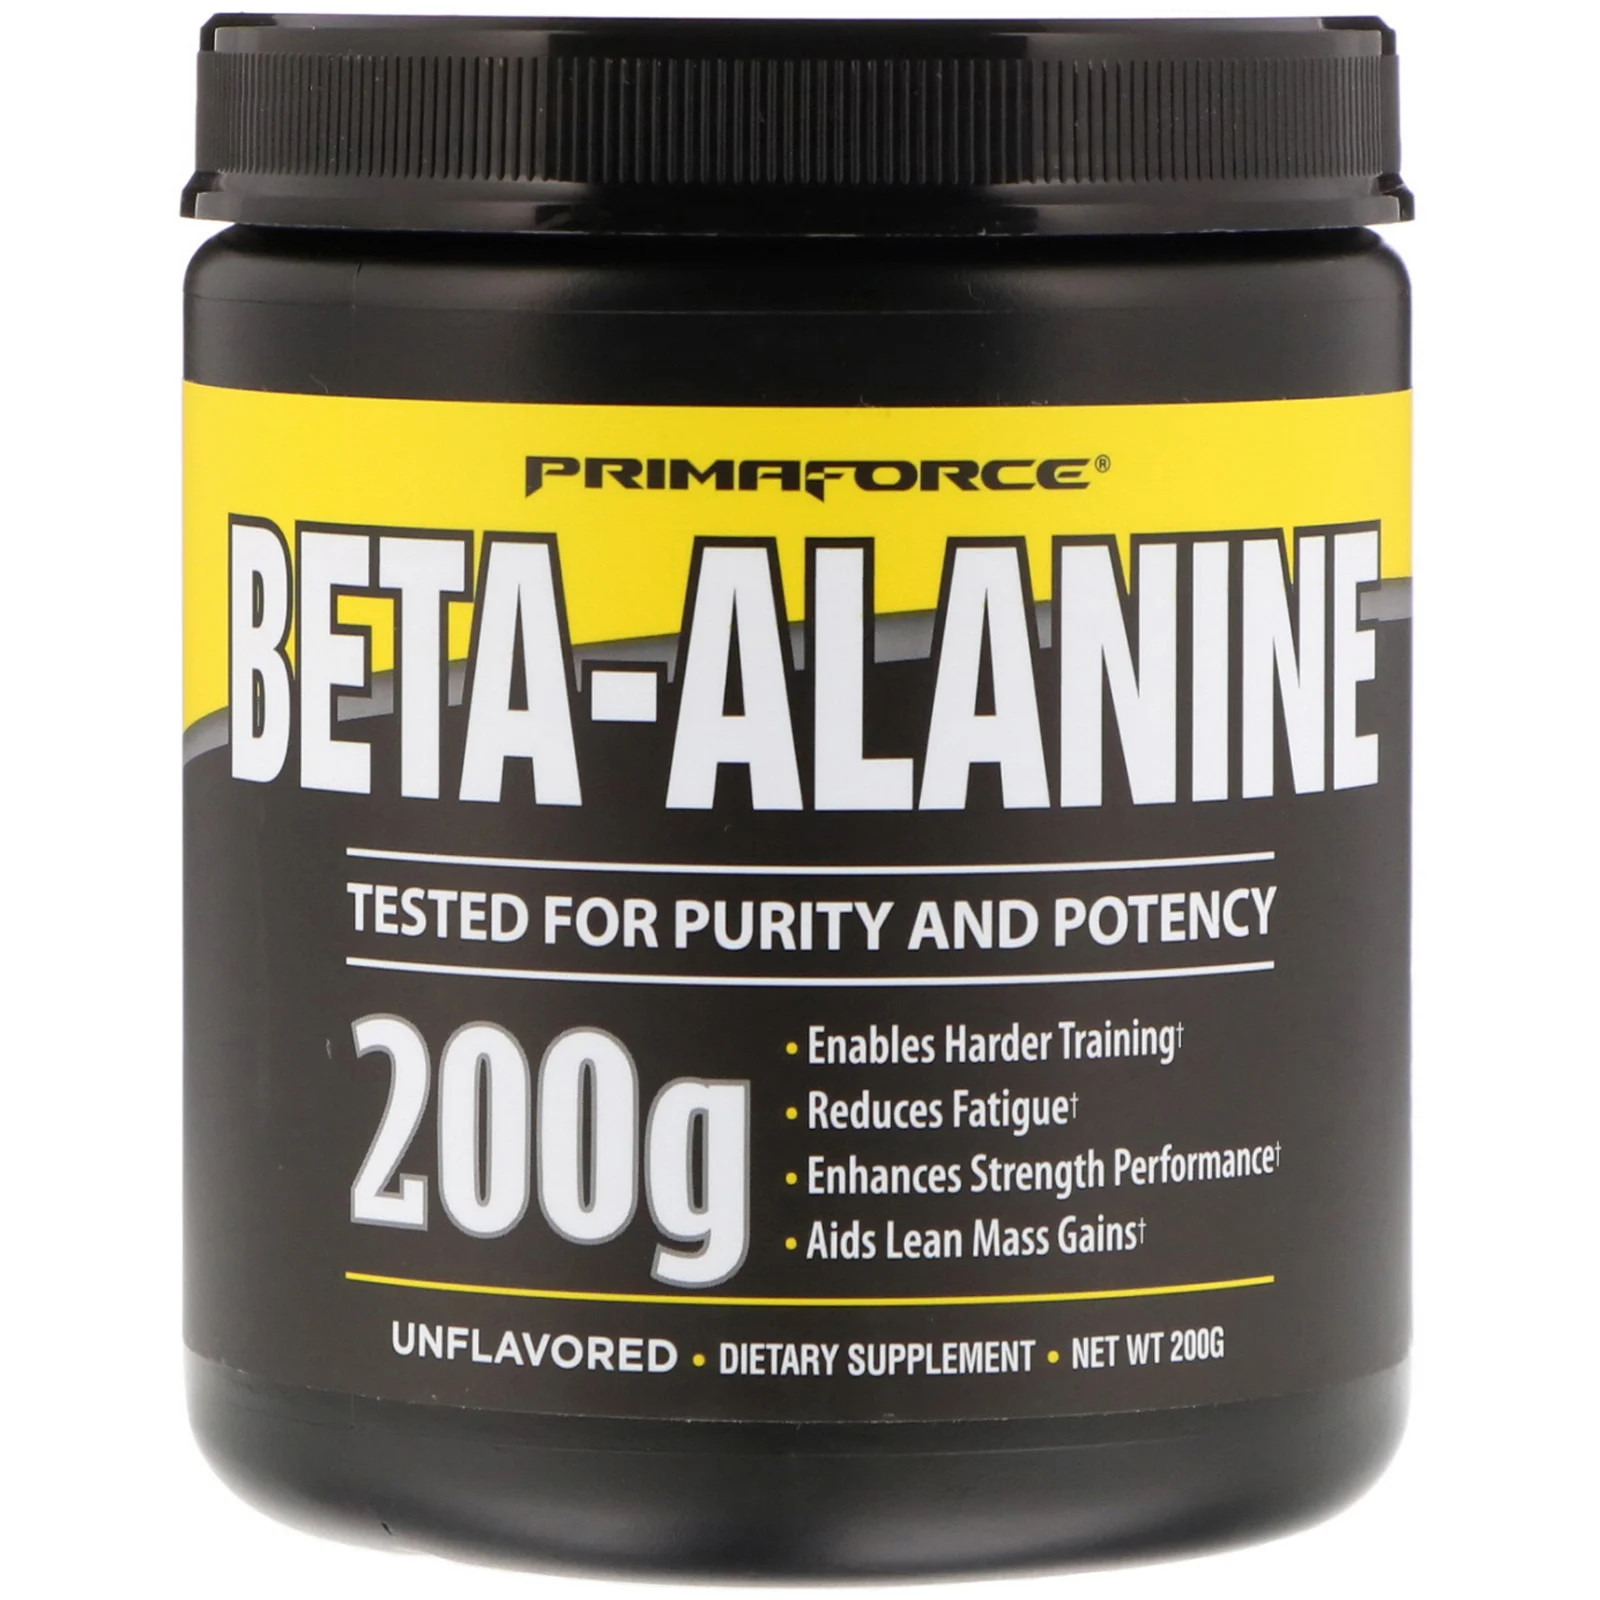 PRIMAFORCE®
BETA-ALANINE
TESTED FOR PURITY AND POTENCY
200g
• Enables Harder Training†
• Reduces Fatigue†
• Enhances Strength Performance†
• Aids Lean Mass Gains†
UNFLAVORED • DIETARY SUPPLEMENT • NET WT 200G